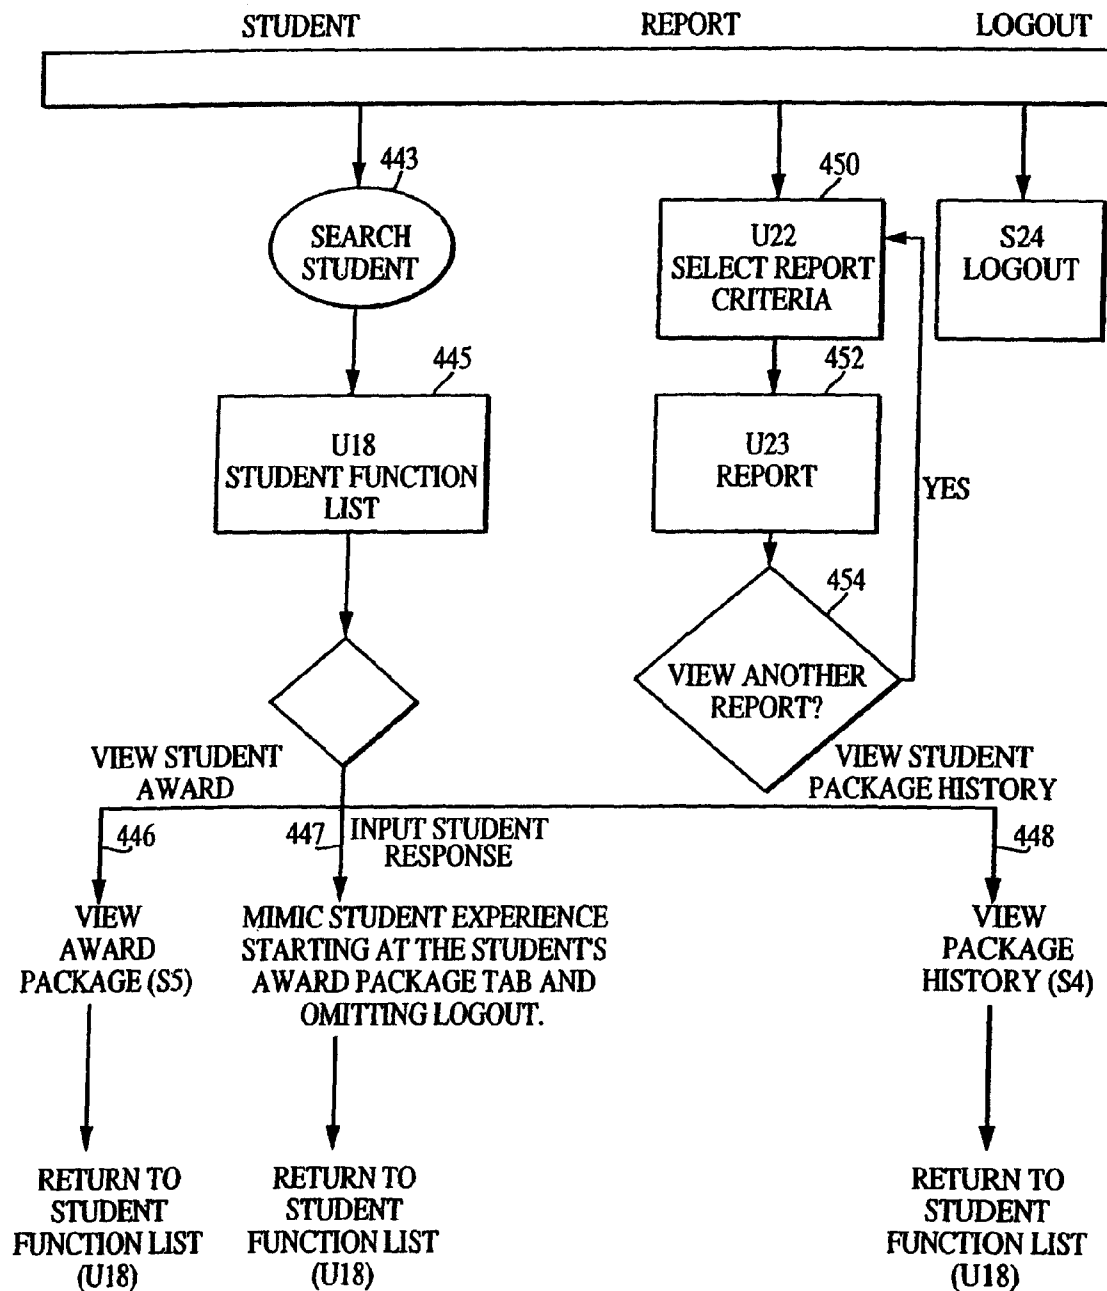 STUDENT
REPORT
LOGOUT
443
SEARCH
STUDENT
450
U22
SELECT REPORT
CRITERIA
S24
LOGOUT
445
U18
STUDENT FUNCTION
LIST
452
U23
REPORT
YES
454
VIEW ANOTHER
REPORT?
VIEW STUDENT
AWARD
VIEW STUDENT
PACKAGE HISTORY
446
447
INPUT STUDENT
RESPONSE
448
VIEW
AWARD
PACKAGE (S5)
MIMIC STUDENT EXPERIENCE
STARTING AT THE STUDENT'S
AWARD PACKAGE TAB AND
OMITTING LOGOUT.
VIEW
PACKAGE
HISTORY (S4)
RETURN TO
STUDENT
FUNCTION LIST
(U18)
RETURN TO
STUDENT
FUNCTION LIST
(U18)
RETURN TO
STUDENT
FUNCTION LIST
(U18)